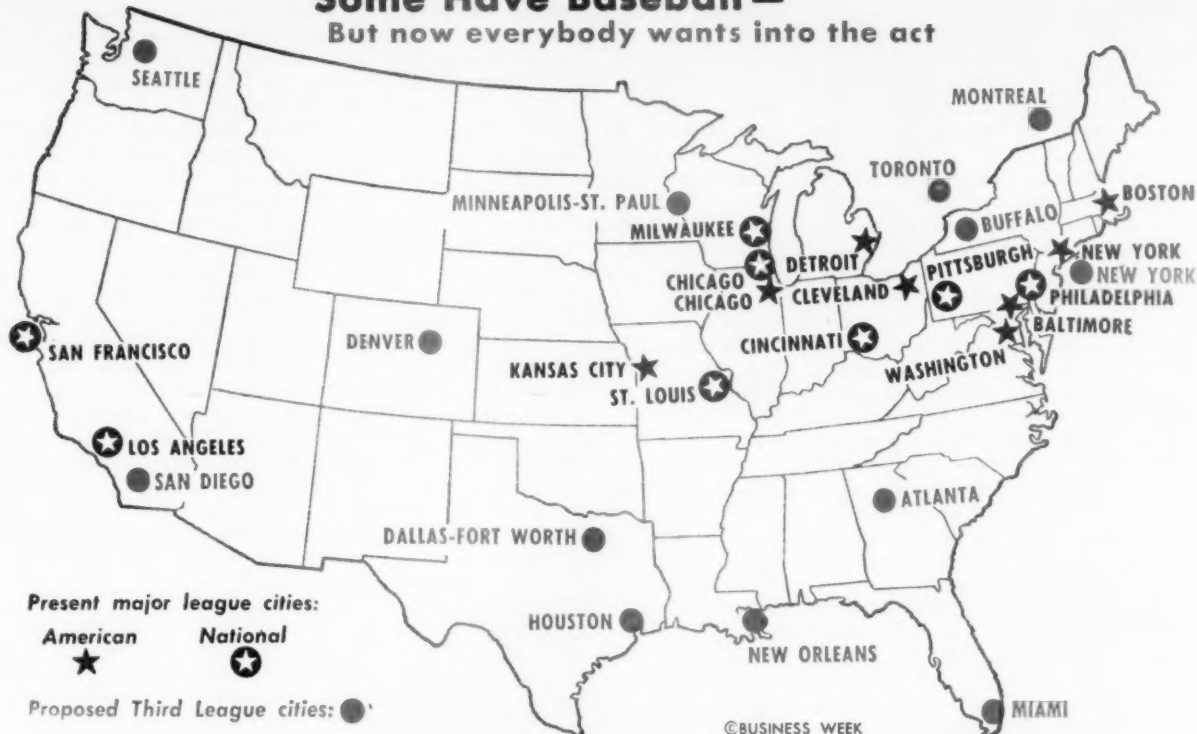 Some Have Baseball—
But now everybody wants into the act
SEATTLE
MONTREAL
TORONTO
MINNEAPOLIS-ST. PAUL
BOSTON
BUFFALO
MILWAUKEE
DETROIT
PITTSBURGH
NEW YORK
NEW YORK
CHICAGO
CHICAGO
CLEVELAND
PHILADELPHIA
BALTIMORE
SAN FRANCISCO
DENVER
CINCINNATI
WASHINGTON
KANSAS CITY
ST. LOUIS
LOS ANGELES
SAN DIEGO
ATLANTA
DALLAS-FORT WORTH
Present major league cities:
American National
HOUSTON
NEW ORLEANS
Proposed Third League cities:
MIAMI
©BUSINESS WEEK